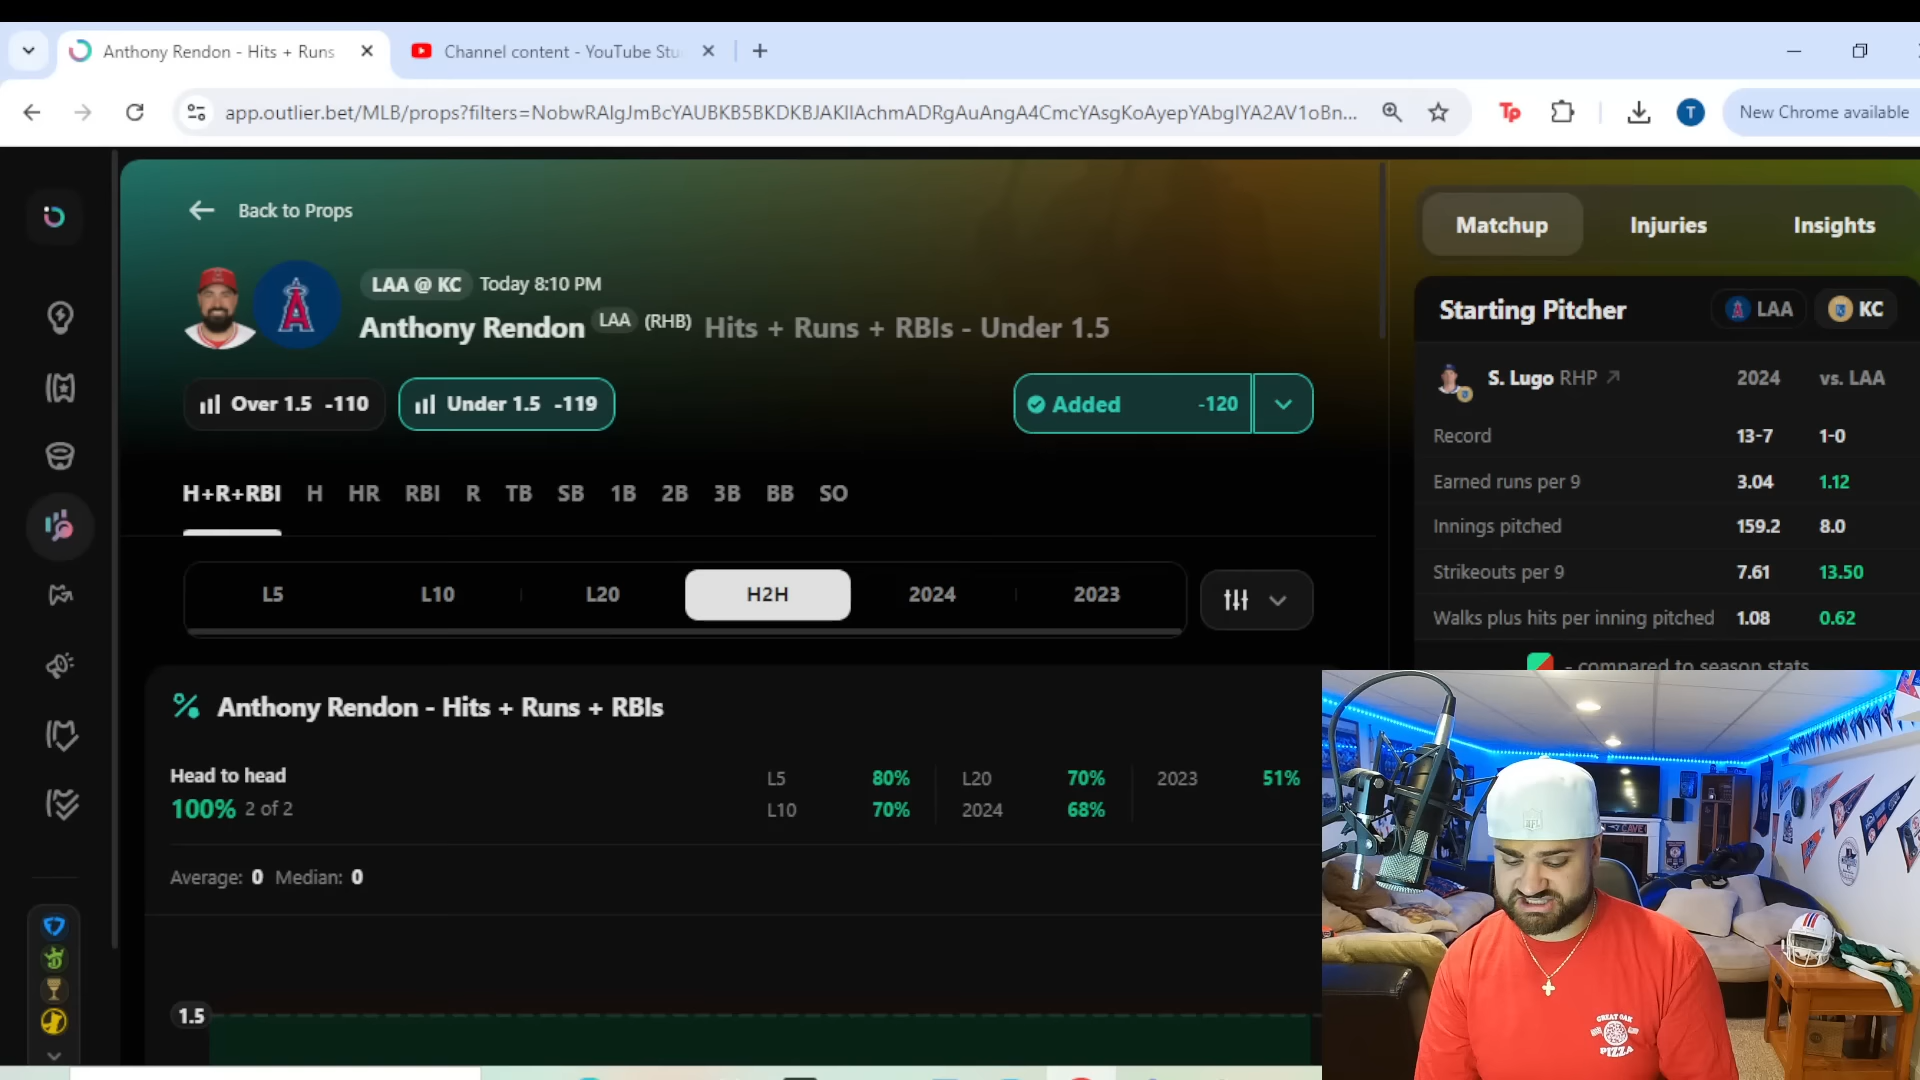 Anthony Rendon - Hits + Runs
Channel content - YouTube Stu
app.outlier.bet/MLB/props?filters=NobwRAIgJmBcYAUBKB5BKDKBJAKIIAchmADRgAuAngA4CmcYAsgKoAyepYAbgIYA2AV1oBn...
Tp
T
New Chrome available
Back to Props
Matchup
Injuries
Insights
LAA @ KC Today 8:10 PM
Anthony Rendon LAA (RHB) Hits + Runs + RBIs - Under 1.5
Starting Pitcher
LAA
KC
Over 1.5 -110
Under 1.5 -119
Added -120
S. Lugo RHP 2024 vs. LAA
Record 13-7 1-0
Earned runs per 9 3.04 1.12
Innings pitched 159.2 8.0
Strikeouts per 9 7.61 13.50
Walks plus hits per inning pitched 1.08 0.62
- compared to season stats
H+R+RBI H HR RBI R TB SB 1B 2B 3B BB SO
L5 L10 L20 H2H 2024 2023
Anthony Rendon - Hits + Runs + RBIs
Head to head
100% 2 of 2
L5 80% L20 70% 2023 51%
L10 70% 2024 68%
Average: 0 Median: 0
1.5
NFL
GREAT OAK
PIZZA